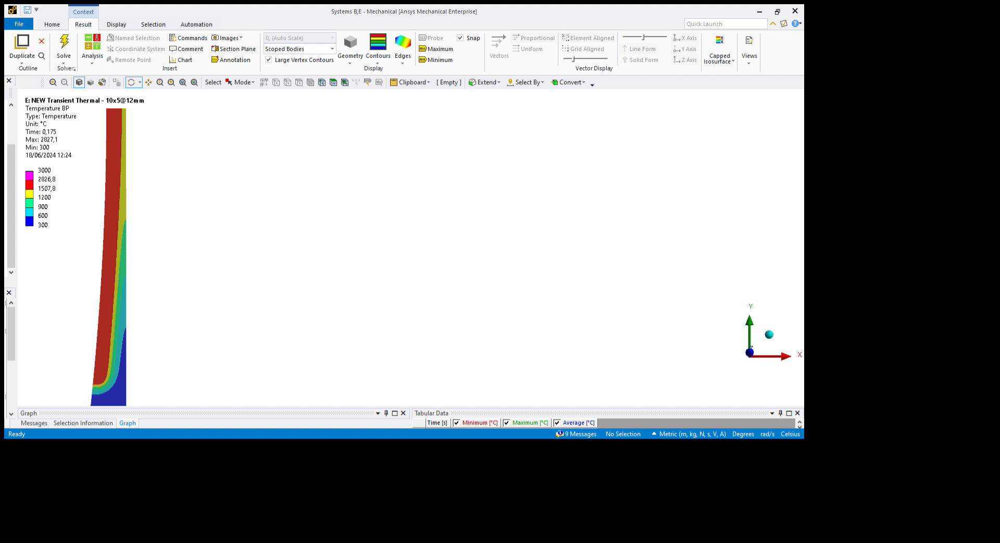 Context
Systems B,E - Mechanical [Ansys Mechanical Enterprise]
File Home Result Display Selection Automation
Quick Launch
Duplicate
Outline
Solve
Solver
Analysis
Named Selection
Coordinate System
Remote Point
Commands
Comment
Chart
Images
Section Plane
Annotation
Insert
0, (Auto Scale)
Scoped Bodies
Large Vertex Contours
Geometry
Contours
Edges
Display
Probe
Maximum
Minimum
Snap
Vectors
Proportional
Uniform
Element Aligned
Grid Aligned
Line Form
Solid Form
X Axis
Y Axis
Z Axis
Vector Display
Capped
Isosurface
Views
Select Mode Clipboard [ Empty ] Extend Select By Convert
E: NEW Transient Thermal - 10x5@12mm
Temperature BP
Type: Temperature
Unit: °C
Time: 0,175
Max: 2827,1
Min: 300
18/06/2024 12:24
3000
2826,8
1507,8
1200
900
600
300
Y
Z
X
Graph
Tabular Data
Messages Selection Information Graph
Time [s] Minimum [°C] Maximum [°C] Average [°C]
Ready
9 Messages No Selection Metric (m, kg, N, s, V, A) Degrees rad/s Celsius